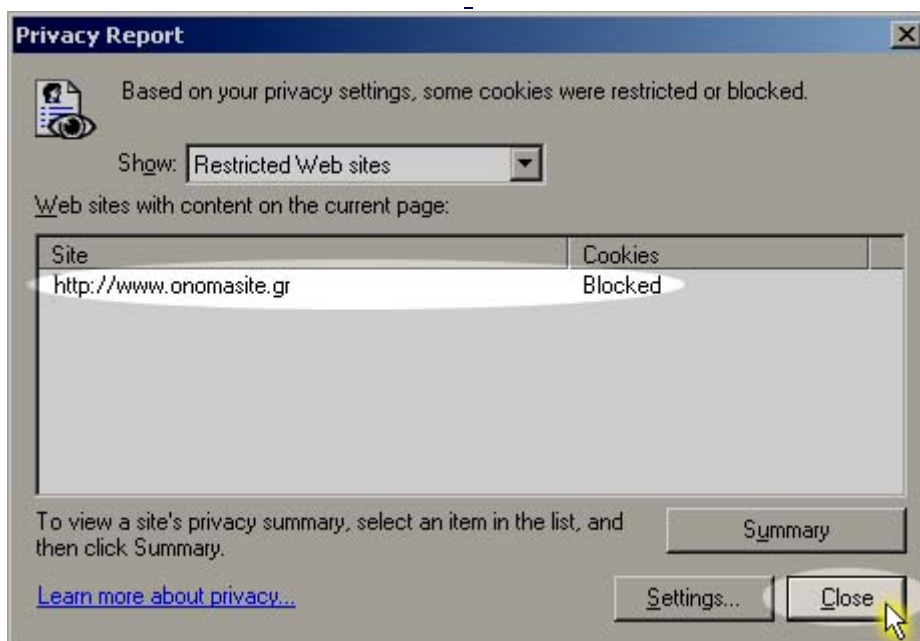 Privacy Report
Based on your privacy settings, some cookies were restricted or blocked.
Show: Restricted Web sites
Web sites with content on the current page:
Site Cookies
http://www.onomasite.gr Blocked
To view a site's privacy summary, select an item in the list, and
then click Summary.
Summary
Learn more about privacy...
Settings...
Close